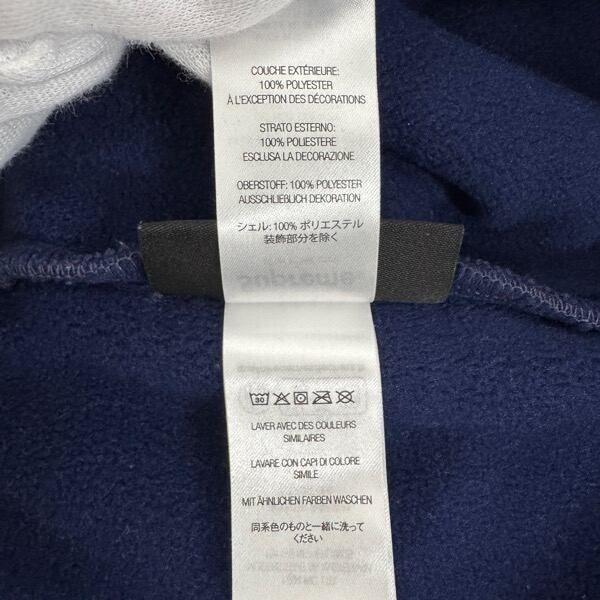 COUCHE EXTÉRIEURE:
100% POLYESTER
À L'EXCEPTION DES DÉCORATIONS
STRATO ESTERNO:
100% POLIESTERE
ESCLUSA LA DECORAZIONE
OBERSTOFF: 100% POLYESTER
AUSSCHLIEBLICH DEKORATION
シェル:100% ポリエステル
装飾部分を除く
supreme
30
LAVER AVEC DES COULEURS
SIMILAIRES
LAVARE CON CAPI DI COLORE
SIMILE
MIT ÄHNLICHEN FARBEN WASCHEN
同系色のものと一緒に洗って
ください